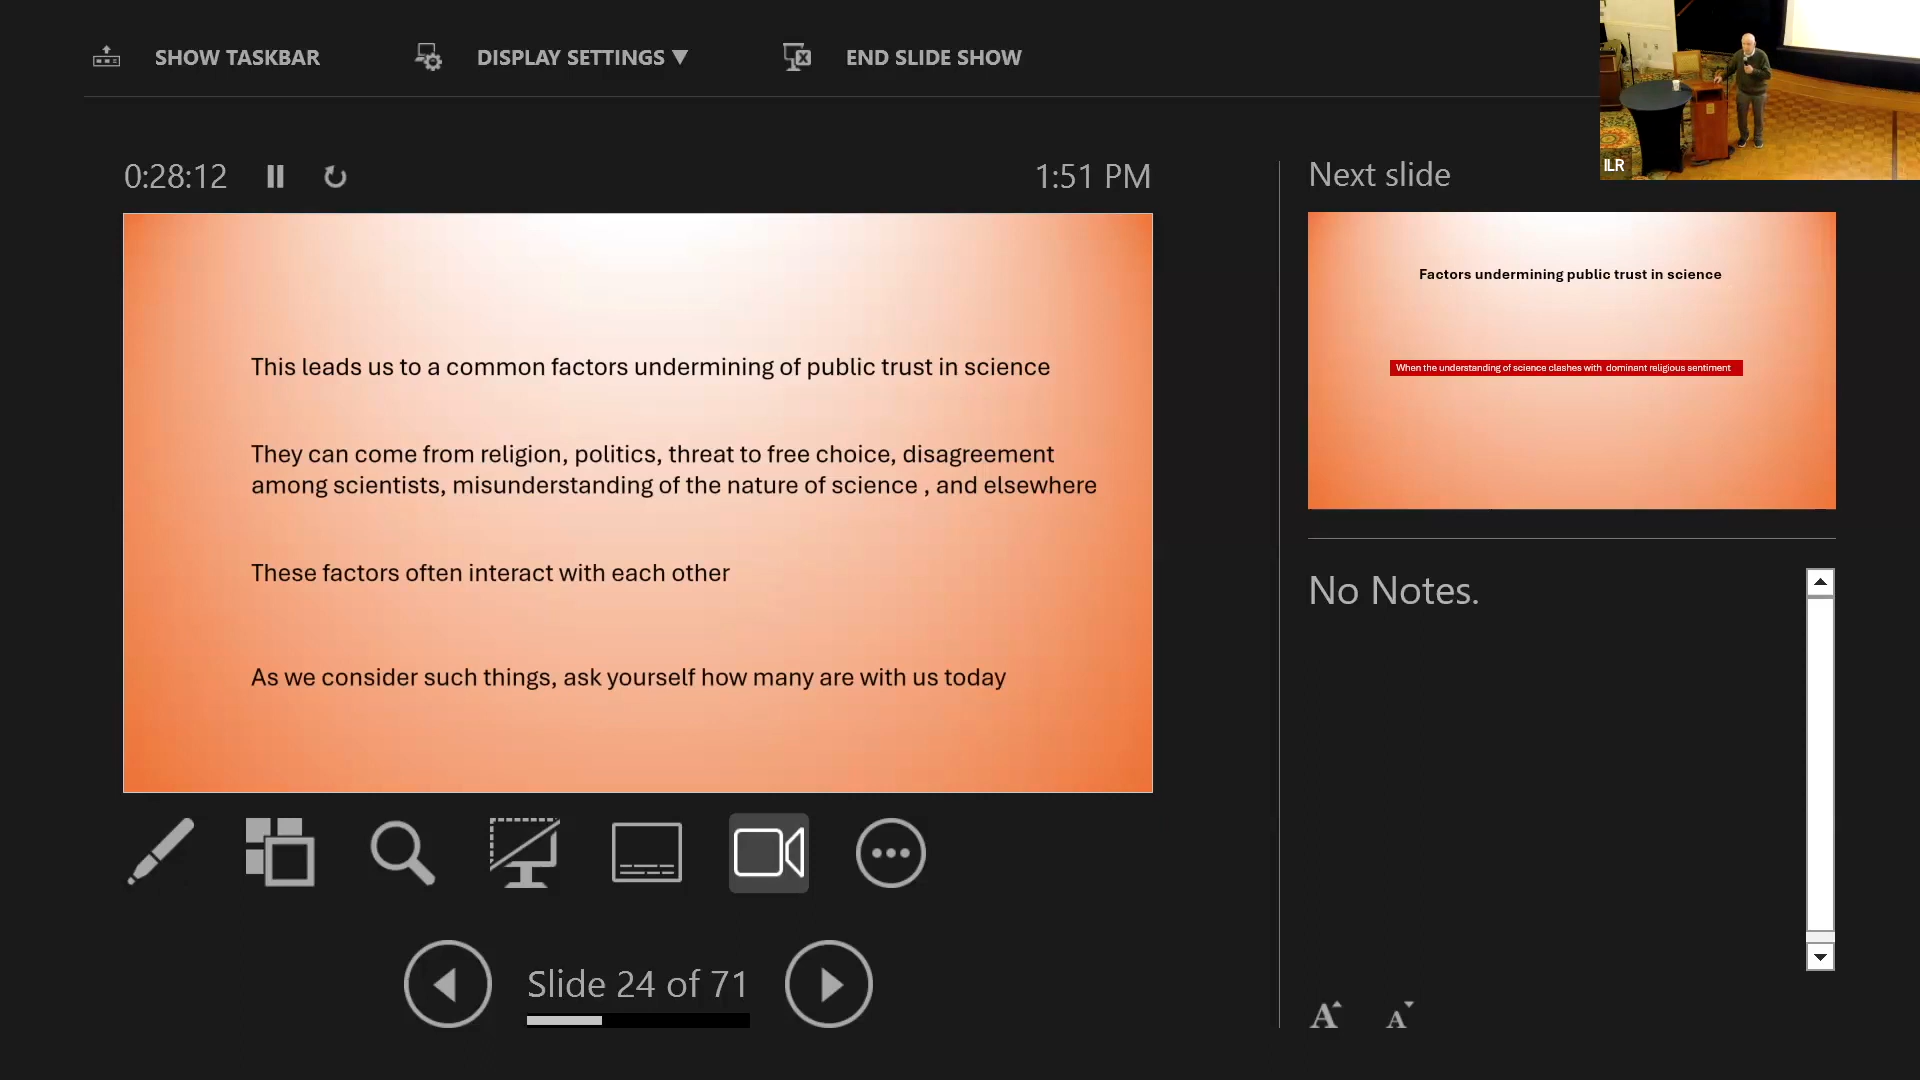 SHOW TASKBAR
DISPLAY SETTINGS ▼
END SLIDE SHOW
ILR
0:28:12
1:51 PM
Next slide
This leads us to a common factors undermining of public trust in science
They can come from religion, politics, threat to free choice, disagreement
among scientists, misunderstanding of the nature of science , and elsewhere
These factors often interact with each other
As we consider such things, ask yourself how many are with us today
Factors undermining public trust in science
When the understanding of science clashes with dominant religious sentiment
No Notes.
Slide 24 of 71
A A